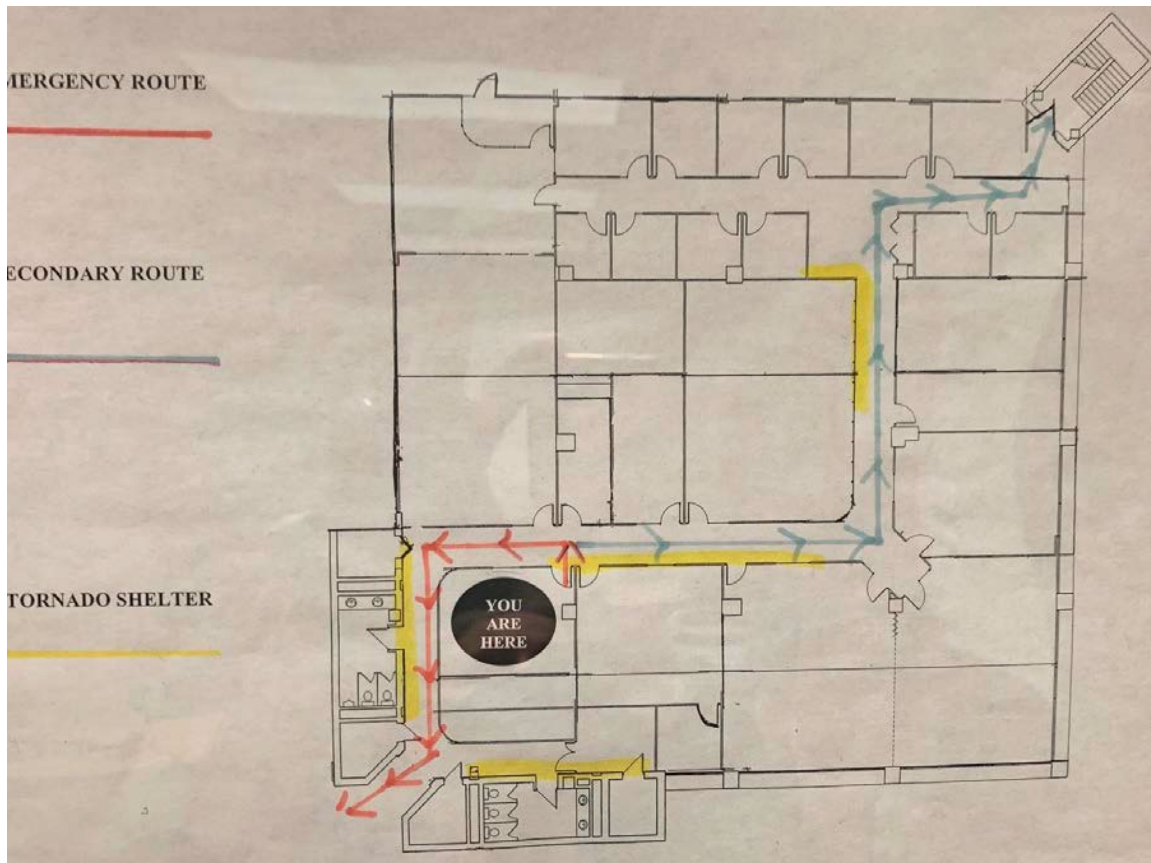 MERGENCY ROUTE
ECONDARY ROUTE
TORNADO SHELTER
YOU
ARE
HERE